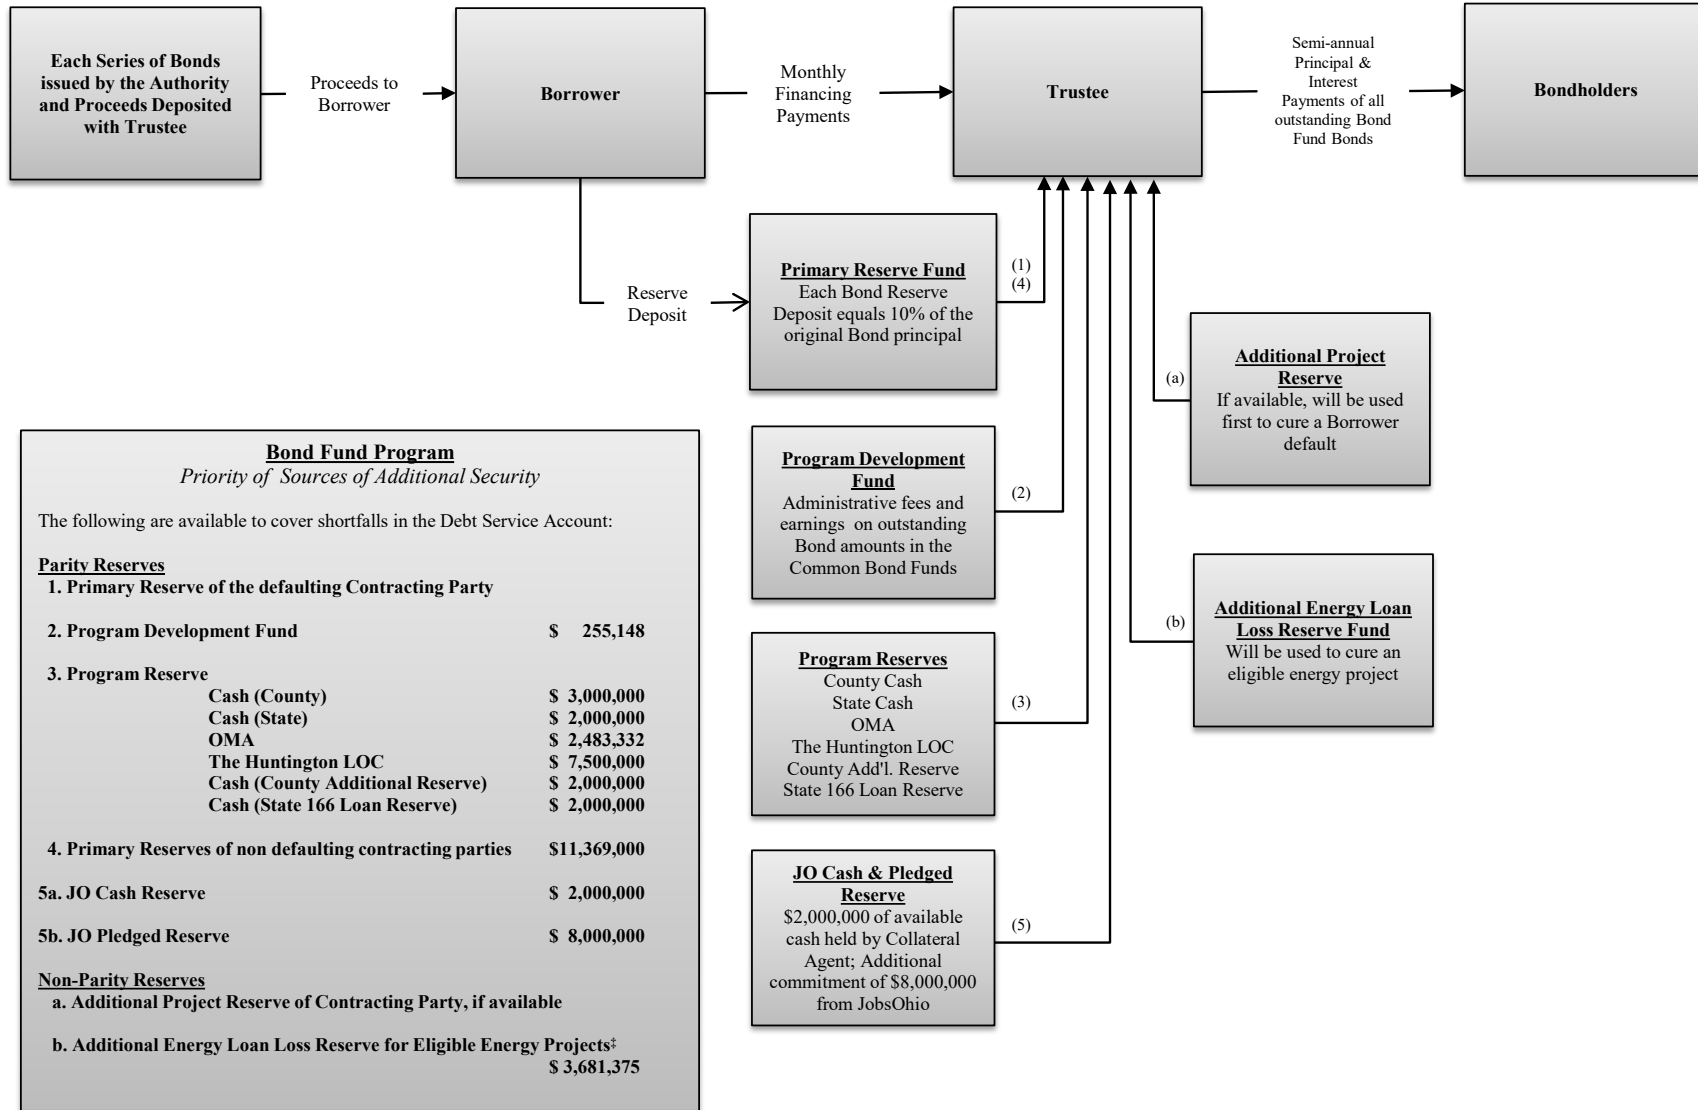 Each Series of Bonds
issued by the Authority
and Proceeds Deposited
with Trustee
Proceeds to
Borrower
Borrower
Monthly
Financing
Payments
Trustee
Semi-annual
Principal &
Interest
Payments of all
outstanding Bond
Fund Bonds
Bondholders
Reserve
Deposit
Primary Reserve Fund
Each Bond Reserve
Deposit equals 10% of the
original Bond principal
(1)
(4)
Additional Project
Reserve
If available, will be used
first to cure a Borrower
default
(a)
Program Development
Fund
Administrative fees and
earnings on outstanding
Bond amounts in the
Common Bond Funds
(2)
Additional Energy Loan
Loss Reserve Fund
Will be used to cure an
eligible energy project
(b)
Program Reserves
County Cash
State Cash
OMA
The Huntington LOC
County Add'l. Reserve
State 166 Loan Reserve
(3)
JO Cash & Pledged
Reserve
$2,000,000 of available
cash held by Collateral
Agent; Additional
commitment of $8,000,000
from JobsOhio
(5)
Bond Fund Program
Priority of Sources of Additional Security
The following are available to cover shortfalls in the Debt Service Account:
Parity Reserves
1. Primary Reserve of the defaulting Contracting Party
2. Program Development Fund $ 255,148
3. Program Reserve
Cash (County) $ 3,000,000
Cash (State) $ 2,000,000
OMA $ 2,483,332
The Huntington LOC $ 7,500,000
Cash (County Additional Reserve) $ 2,000,000
Cash (State 166 Loan Reserve) $ 2,000,000
4. Primary Reserves of non defaulting contracting parties $11,369,000
5a. JO Cash Reserve $ 2,000,000
5b. JO Pledged Reserve $ 8,000,000
Non-Parity Reserves
a. Additional Project Reserve of Contracting Party, if available
b. Additional Energy Loan Loss Reserve for Eligible Energy Projects‡
$ 3,681,375